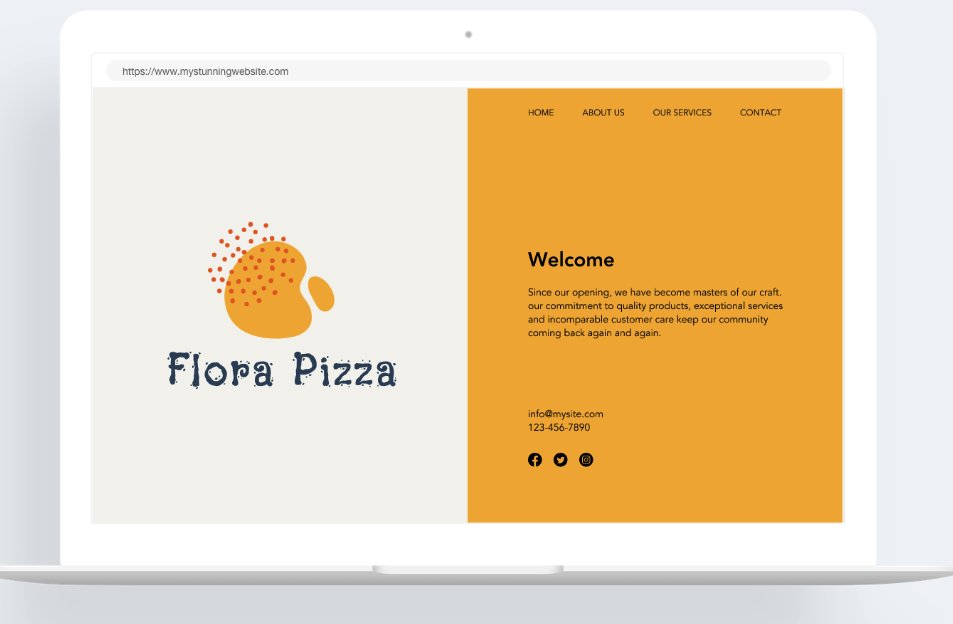 https://www.mystunningwebsite.com
HOME ABOUT US OUR SERVICES CONTACT
Flora Pizza
Welcome
Since our opening, we have become masters of our craft.
our commitment to quality products, exceptional services
and incomparable customer care keep our community
coming back again and again.
info@mysite.com
123-456-7890